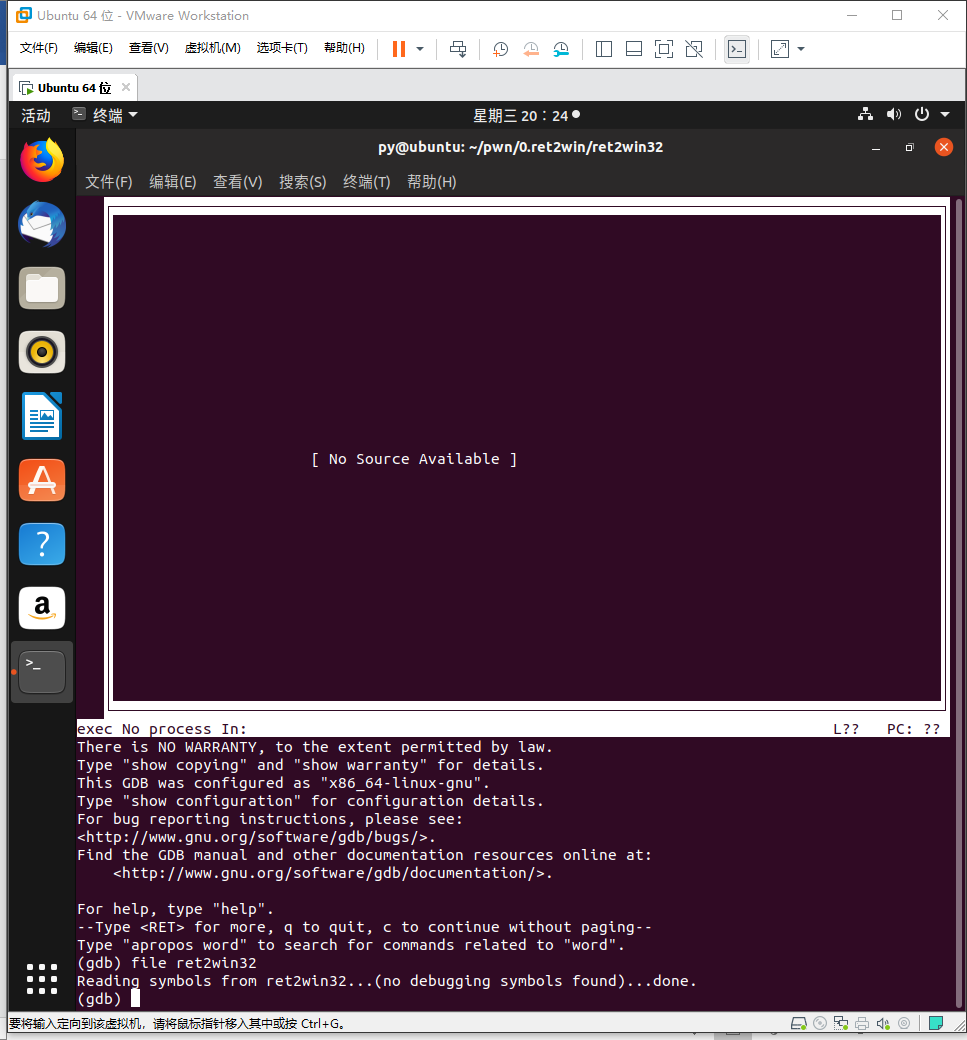 Ubuntu 64 位 - VMware Workstation
文件(F) 编辑(E) 查看(V) 虚拟机(M) 选项卡(T) 帮助(H)
Ubuntu 64 位
活动 终端 星期三 20：24
py@ubuntu: ~/pwn/0.ret2win/ret2win32
文件(F) 编辑(E) 查看(V) 搜索(S) 终端(T) 帮助(H)
[ No Source Available ]
exec No process In: L?? PC: ??
There is NO WARRANTY, to the extent permitted by law.
Type "show copying" and "show warranty" for details.
This GDB was configured as "x86_64-linux-gnu".
Type "show configuration" for configuration details.
For bug reporting instructions, please see:
<http://www.gnu.org/software/gdb/bugs/>.
Find the GDB manual and other documentation resources online at:
    <http://www.gnu.org/software/gdb/documentation/>.
For help, type "help".
--Type <RET> for more, q to quit, c to continue without paging--
Type "apropos word" to search for commands related to "word".
(gdb) file ret2win32
Reading symbols from ret2win32...(no debugging symbols found)...done.
(gdb)
要将输入定向到该虚拟机，请将鼠标指针移入其中或按 Ctrl+G。